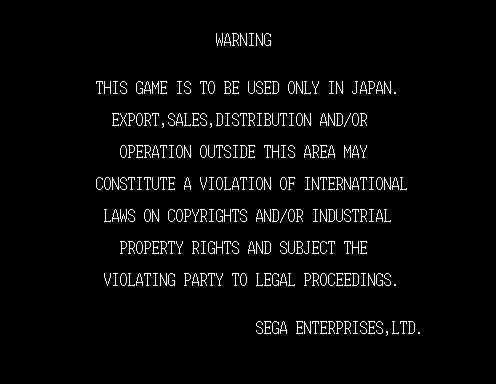 WARNING
THIS GAME IS TO BE USED ONLY IN JAPAN.
EXPORT,SALES,DISTRIBUTION AND/OR
OPERATION OUTSIDE THIS AREA MAY
CONSTITUTE A VIOLATION OF INTERNATIONAL
LAWS ON COPYRIGHTS AND/OR INDUSTRIAL
PROPERTY RIGHTS AND SUBJECT THE
VIOLATING PARTY TO LEGAL PROCEEDINGS.
SEGA ENTERPRISES,LTD.